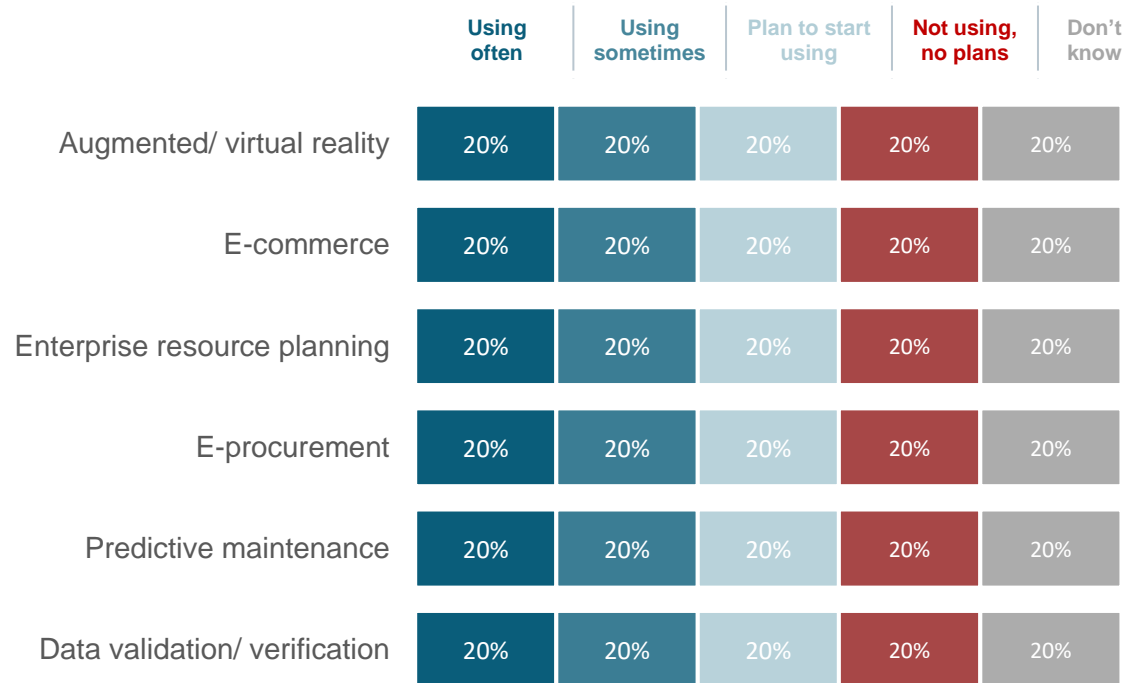 Using often
Using sometimes
Plan to start using
Not using, no plans
Don't know
Augmented/ virtual reality 20% 20% 20% 20% 20%
E-commerce 20% 20% 20% 20% 20%
Enterprise resource planning 20% 20% 20% 20% 20%
E-procurement 20% 20% 20% 20% 20%
Predictive maintenance 20% 20% 20% 20% 20%
Data validation/ verification 20% 20% 20% 20% 20%